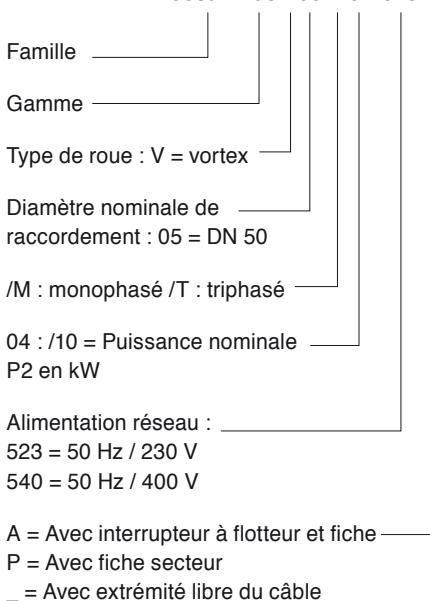 Famille
Gamme
Type de roue : V = vortex
Diamètre nominale de
raccordement : 05 = DN 50
/M : monophasé /T : triphasé
04 : /10 = Puissance nominale
P2 en kW
Alimentation réseau :
523 = 50 Hz / 230 V
540 = 50 Hz / 400 V
A = Avec interrupteur à flotteur et fiche
P = Avec fiche secteur
_ = Avec extrémité libre du câble